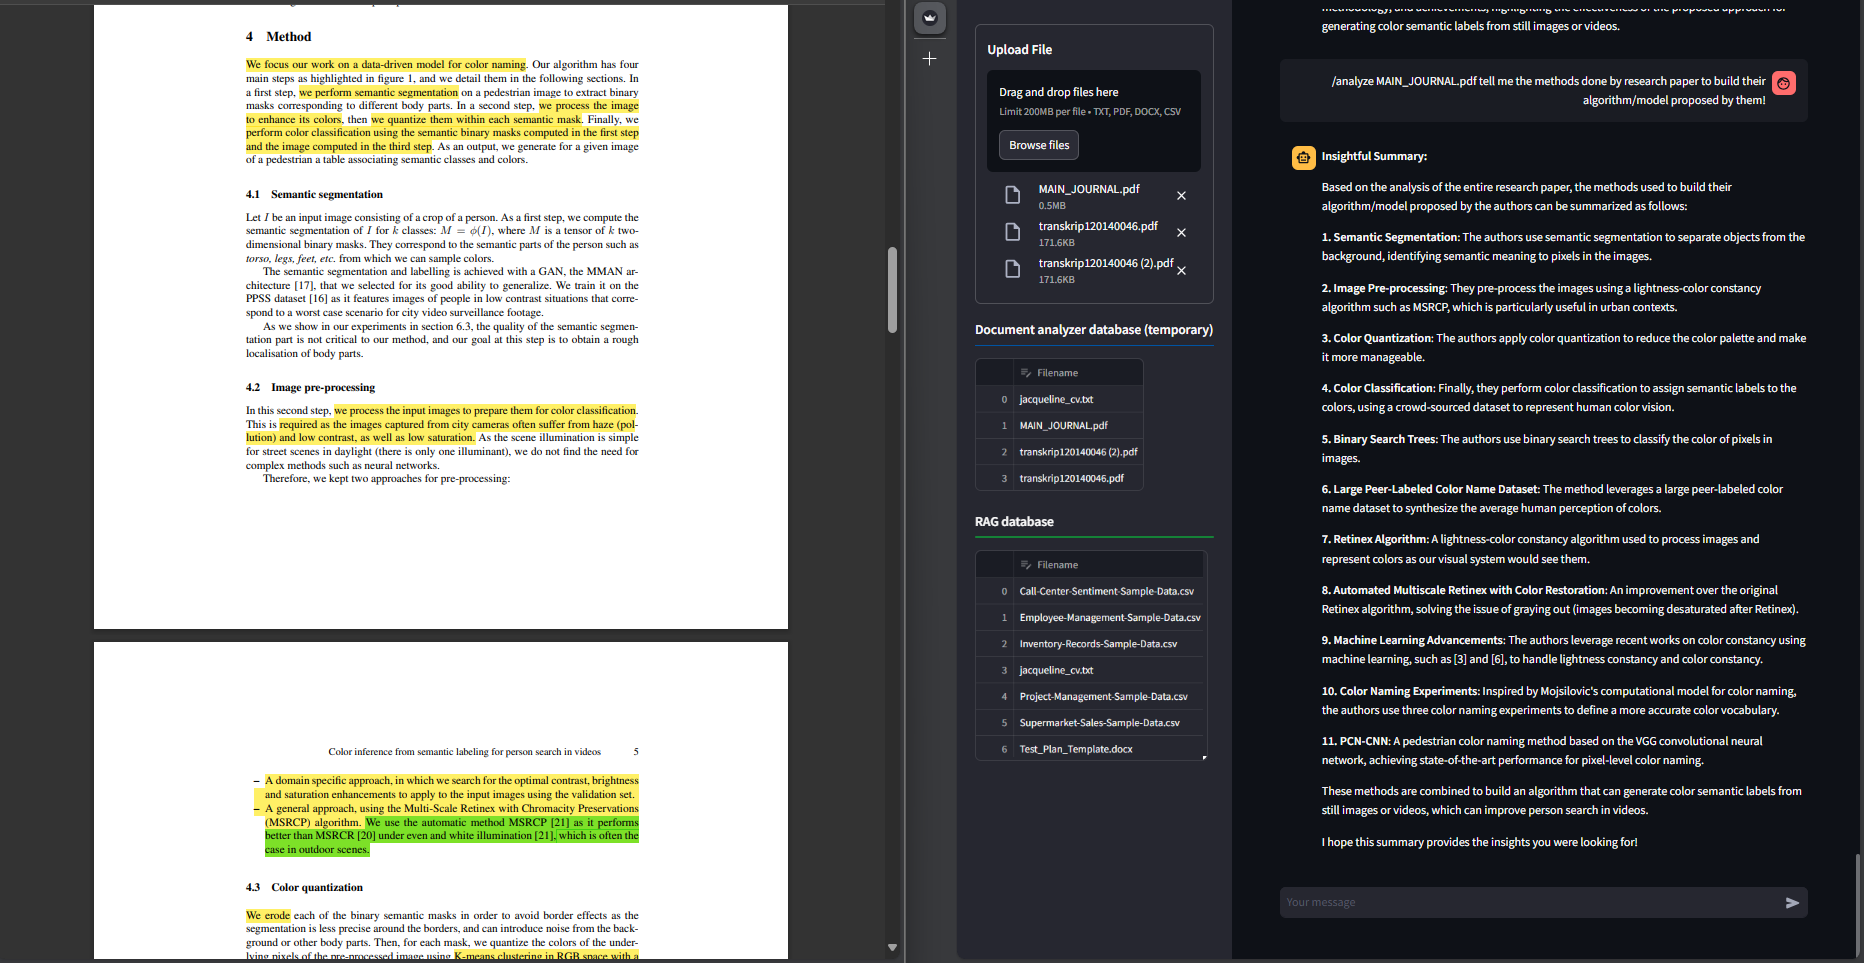 4 Method
We focus our work on a data-driven model for color naming. Our algorithm has four
main steps as highlighted in figure 1, and we detail them in the following sections. In
a first step, we perform semantic segmentation on a pedestrian image to extract binary
masks corresponding to different body parts. In a second step, we process the image
to enhance its colors, then we quantize them within each semantic mask. Finally, we
perform color classification using the semantic binary masks computed in the first step
and the image computed in the third step. As an output, we generate for a given image
of a pedestrian a table associating semantic classes and colors.
4.1 Semantic segmentation
Let I be an input image consisting of a crop of a person. As a first step, we compute the
semantic segmentation of I for k classes: M = ϕ(I), where M is a tensor of k two-
dimensional binary masks. They correspond to the semantic parts of the person such as
torso, legs, feet, etc. from which we can sample colors.
The semantic segmentation and labelling is achieved with a GAN, the MMAN ar-
chitecture [17], that we selected for its good ability to generalize. We train it on the
PPSS dataset [16] as it features images of people in low contrast situations that corre-
spond to a worst case scenario for city video surveillance footage.
As we show in our experiments in section 6.3, the quality of the semantic segmen-
tation part is not critical to our method, and our goal at this step is to obtain a rough
localisation of body parts.
4.2 Image pre-processing
In this second step, we process the input images to prepare them for color classification.
This is required as the images captured from city cameras often suffer from haze (pol-
lution) and low contrast, as well as low saturation. As the scene illumination is simple
for street scenes in daylight (there is only one illuminant), we do not find the need for
complex methods such as neural networks.
Therefore, we kept two approaches for pre-processing:
Color inference from semantic labeling for person search in videos 5
– A domain specific approach, in which we search for the optimal contrast, brightness
and saturation enhancements to apply to the input images using the validation set.
– A general approach, using the Multi-Scale Retinex with Chromacity Preservations
(MSRCP) algorithm. We use the automatic method MSRCP [21] as it performs
better than MSRCR [20] under even and white illumination [21], which is often the
case in outdoor scenes.
4.3 Color quantization
We erode each of the binary semantic masks in order to avoid border effects as the
segmentation is less precise around the borders, and can introduce noise from the back-
ground or other body parts. Then, for each mask, we quantize the colors of the under-
lying pixels of the pre-processed image using K-means clustering in RGB space with a
Upload File
Drag and drop files here
Limit 200MB per file • TXT, PDF, DOCX, CSV
Browse files
MAIN_JOURNAL.pdf
0.5MB
transkrip120140046.pdf
171.6KB
transkrip120140046 (2).pdf
171.6KB
Document analyzer database (temporary)
Filename
0 jacqueline_cv.txt
1 MAIN_JOURNAL.pdf
2 transkrip120140046 (2).pdf
3 transkrip120140046.pdf
RAG database
Filename
0 Call-Center-Sentiment-Sample-Data.csv
1 Employee-Management-Sample-Data.csv
2 Inventory-Records-Sample-Data.csv
3 jacqueline_cv.txt
4 Project-Management-Sample-Data.csv
5 Supermarket-Sales-Sample-Data.csv
6 Test_Plan_Template.docx
methodology, and achievements, highlighting the effectiveness of the proposed approach for
generating color semantic labels from still images or videos.
/analyze MAIN_JOURNAL.pdf tell me the methods done by research paper to build their
algorithm/model proposed by them!
Insightful Summary:
Based on the analysis of the entire research paper, the methods used to build their
algorithm/model proposed by the authors can be summarized as follows:
1. Semantic Segmentation: The authors use semantic segmentation to separate objects from the
background, identifying semantic meaning to pixels in the images.
2. Image Pre-processing: They pre-process the images using a lightness-color constancy
algorithm such as MSRCP, which is particularly useful in urban contexts.
3. Color Quantization: The authors apply color quantization to reduce the color palette and make
it more manageable.
4. Color Classification: Finally, they perform color classification to assign semantic labels to the
colors, using a crowd-sourced dataset to represent human color vision.
5. Binary Search Trees: The authors use binary search trees to classify the color of pixels in
images.
6. Large Peer-Labeled Color Name Dataset: The method leverages a large peer-labeled color
name dataset to synthesize the average human perception of colors.
7. Retinex Algorithm: A lightness-color constancy algorithm used to process images and
represent colors as our visual system would see them.
8. Automated Multiscale Retinex with Color Restoration: An improvement over the original
Retinex algorithm, solving the issue of graying out (images becoming desaturated after Retinex).
9. Machine Learning Advancements: The authors leverage recent works on color constancy using
machine learning, such as [3] and [6], to handle lightness constancy and color constancy.
10. Color Naming Experiments: Inspired by Mojsilovic's computational model for color naming,
the authors use three color naming experiments to define a more accurate color vocabulary.
11. PCN-CNN: A pedestrian color naming method based on the VGG convolutional neural
network, achieving state-of-the-art performance for pixel-level color naming.
These methods are combined to build an algorithm that can generate color semantic labels from
still images or videos, which can improve person search in videos.
I hope this summary provides the insights you were looking for!
Your message